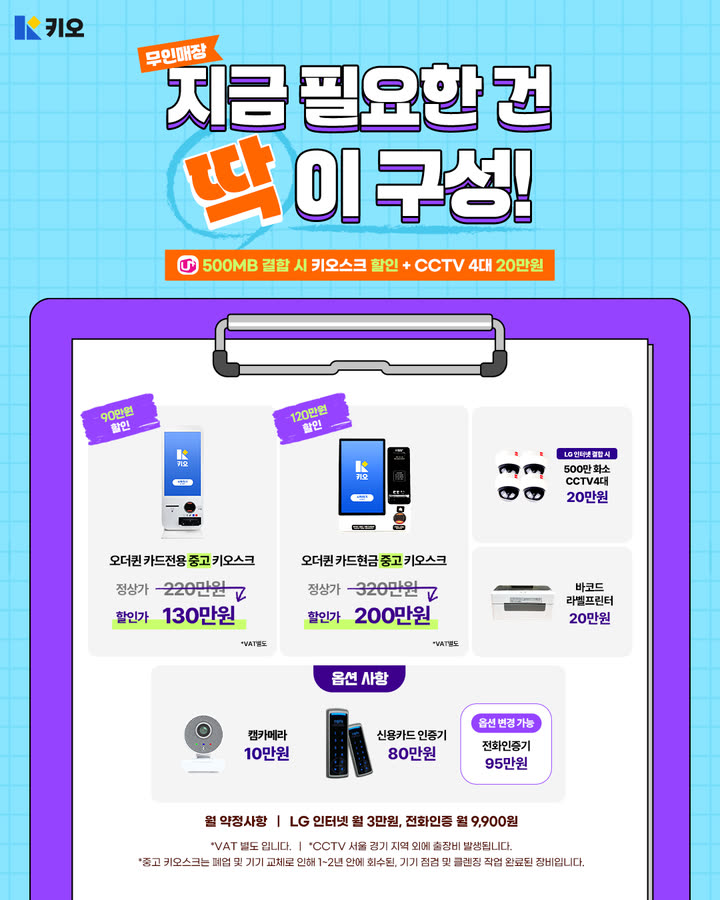 키오
무인매장
지금 필요한 건
딱 이 구성!
U+ 500MB 결합 시 키오스크 할인 + CCTV 4대 20만원
90만원
할인
키오
오더퀸 카드전용 중고 키오스크
정상가 220만원
할인가 130만원
*VAT별도
120만원
할인
키오
오더퀸 카드현금 중고 키오스크
정상가 320만원
할인가 200만원
*VAT별도
LG 인터넷 결합 시
500만 화소
CCTV4대
20만원
바코드
라벨프린터
20만원
옵션 사항
캠카메라
10만원
신용카드 인증기
80만원
옵션 변경 가능
전화인증기
95만원
월 약정사항 | LG 인터넷 월 3만원, 전화인증 월 9,900원
*VAT 별도 입니다. | *CCTV 서울 경기 지역 외에 출장비 발생됩니다.
*중고 키오스크는 폐업 및 기기 교체로 인해 1~2년 안에 회수된, 기기 점검 및 클렌징 작업 완료된 장비입니다.